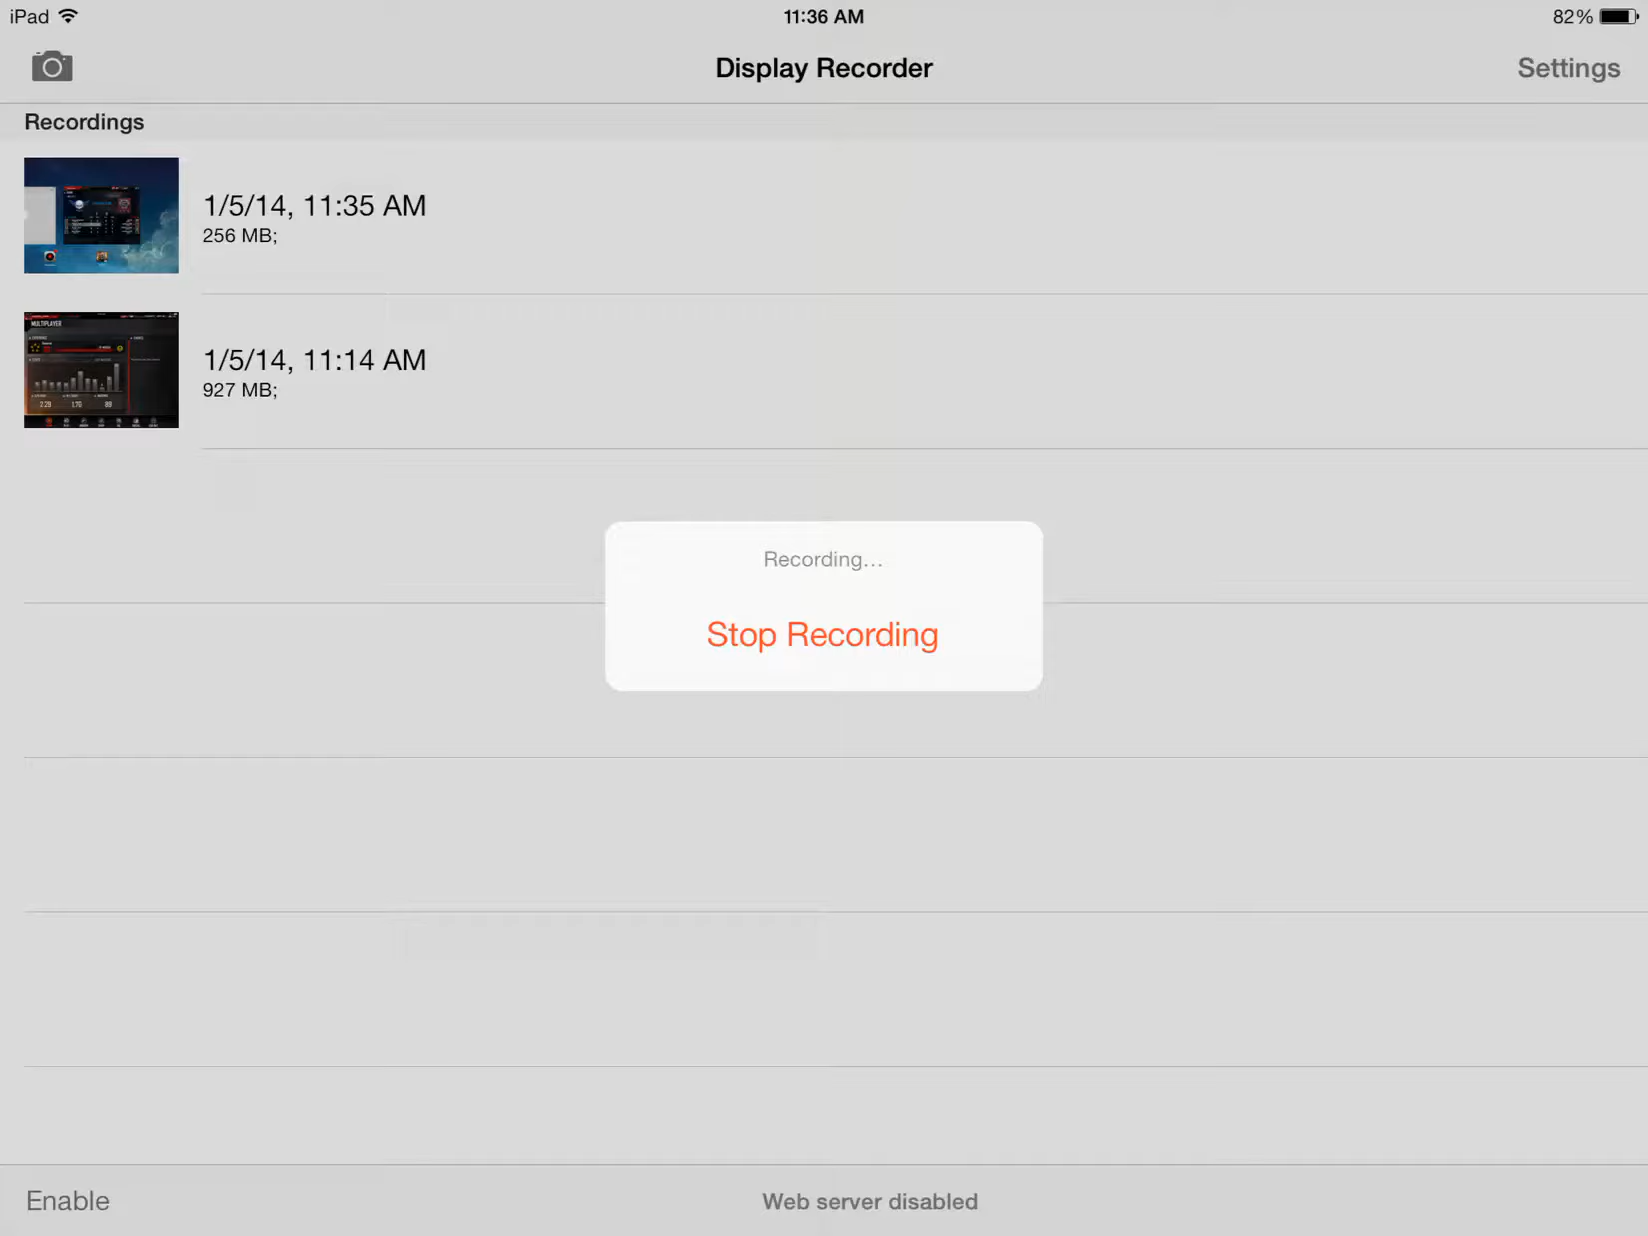 iPad
11:36 AM
82%
Display Recorder
Settings
Recordings
1/5/14, 11:35 AM
256 MB;
MULTIPLAYER
1/5/14, 11:14 AM
927 MB;
Recording...
Stop Recording
Enable
Web server disabled